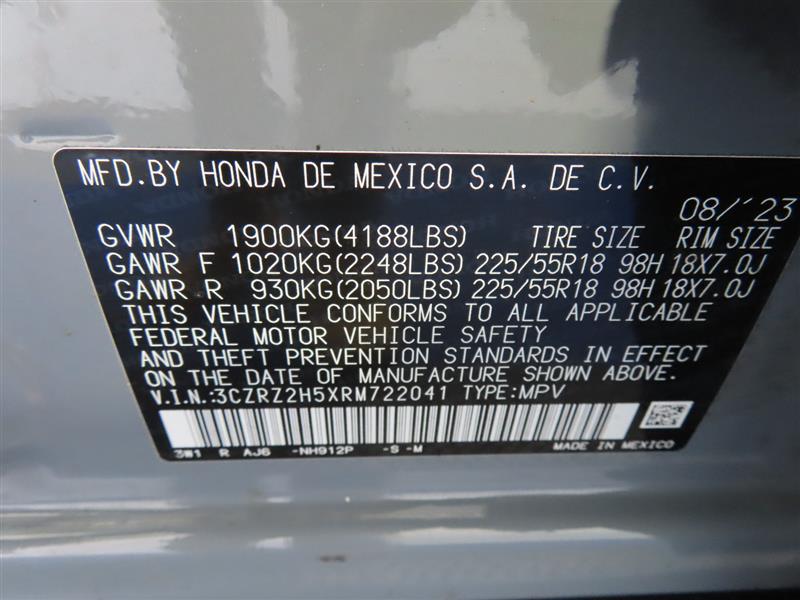 MFD.BY HONDA DE MEXICO S.A. DE C.V.
08/'23
GVWR 1900KG(4188LBS) TIRE SIZE RIM SIZE
GAWR F 1020KG(2248LBS) 225/55R18 98H 18X7.0J
GAWR R 930KG(2050LBS) 225/55R18 98H 18X7.0J
THIS VEHICLE CONFORMS TO ALL APPLICABLE
FEDERAL MOTOR VEHICLE SAFETY
AND THEFT PREVENTION STANDARDS IN EFFECT
ON THE DATE OF MANUFACTURE SHOWN ABOVE.
V.I.N.:3CZRZ2H5XRM722041 TYPE:MPV
3W1 R AJ6 -NH912P -S -M MADE IN MEXICO